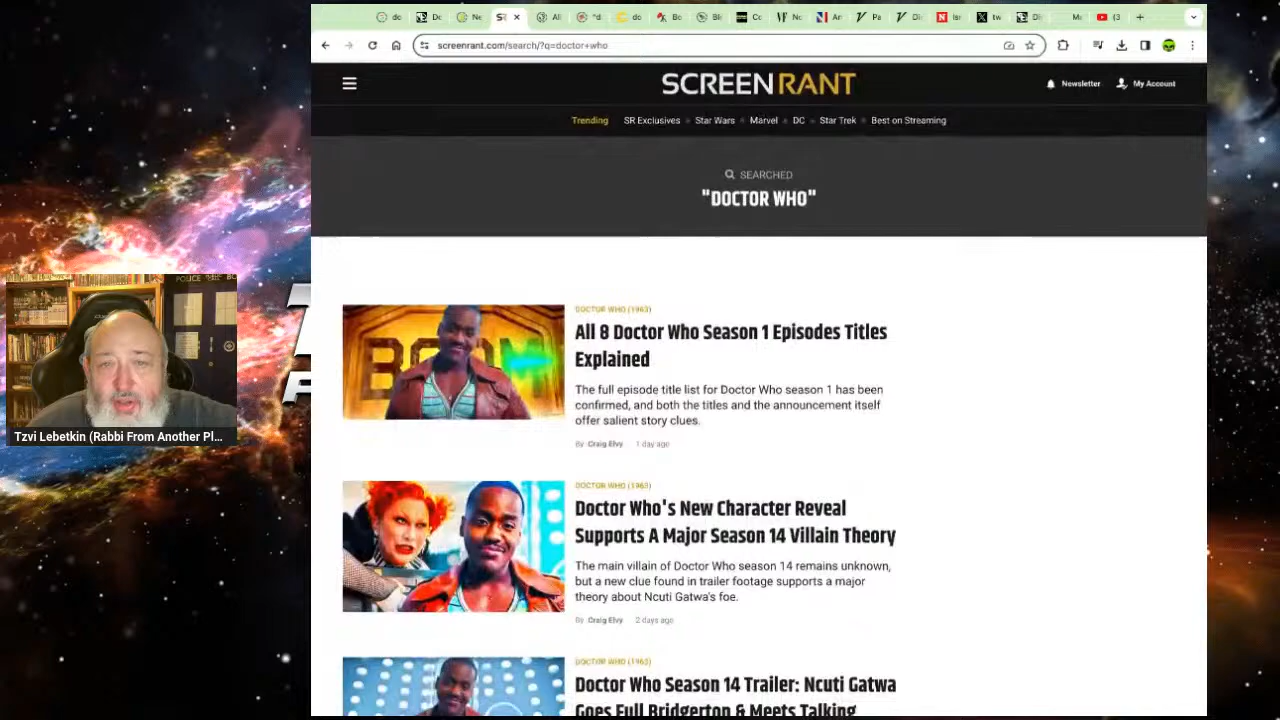 screenrant.com/search/?q=doctor+who
SCREENRANT
Newsletter
My Account
Trending
SR Exclusives
Star Wars
Marvel
DC
Star Trek
Best on Streaming
SEARCHED
"DOCTOR WHO"
DOCTOR WHO (1963)
All 8 Doctor Who Season 1 Episodes Titles
Explained
The full episode title list for Doctor Who season 1 has been
confirmed, and both the titles and the announcement itself
offer salient story clues.
By Craig Elvy 1 day ago
BOOM
POLICE
Tzvi Lebetkin (Rabbi From Another Pl...
DOCTOR WHO (1963)
Doctor Who's New Character Reveal
Supports A Major Season 14 Villain Theory
The main villain of Doctor Who season 14 remains unknown,
but a new clue found in trailer footage supports a major
theory about Ncuti Gatwa's foe.
By Craig Elvy 2 days ago
DOCTOR WHO (1963)
Doctor Who Season 14 Trailer: Ncuti Gatwa
Goes Full Bridgerton & Meets Talking